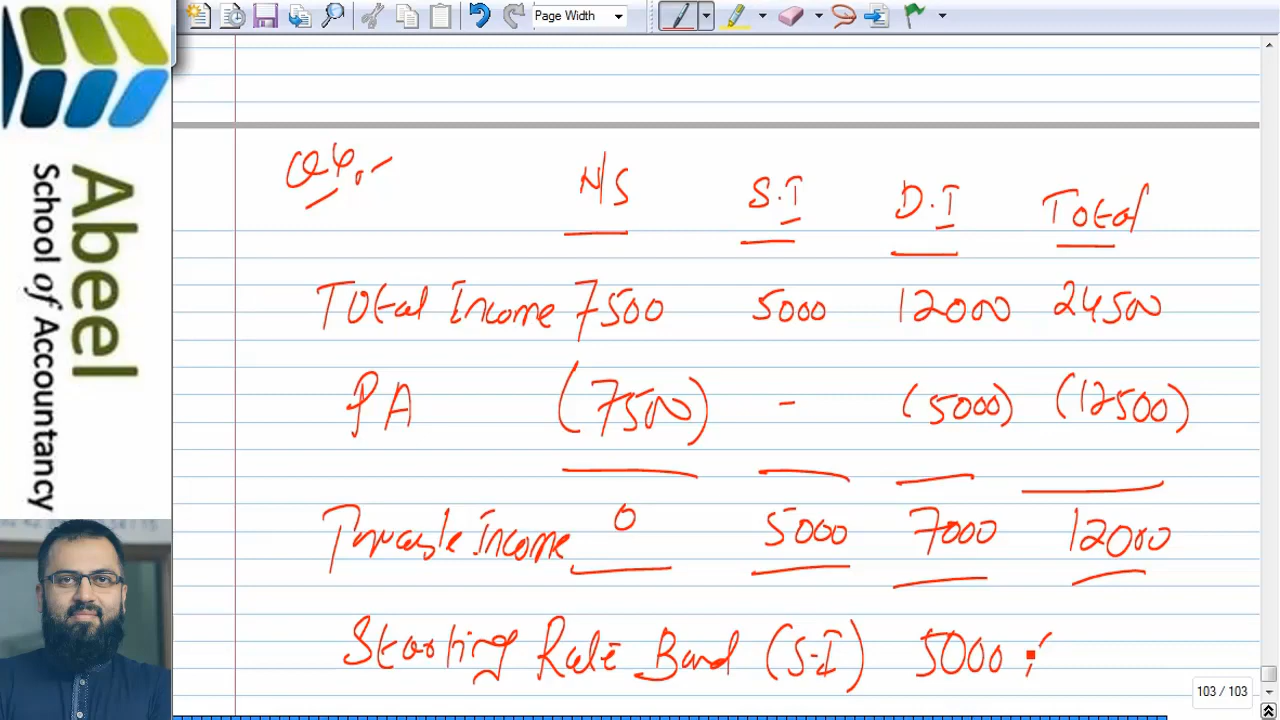 Page Width
Abeel
School of Accountancy
Q4.
N/S S.I D.I Total
Total Income 7500 5000 12000 24500
PA (7500) - (5000) (12500)
Taxable Income 0 5000 7000 12000
Starting Rate Band (S-I) 5000
103 / 103